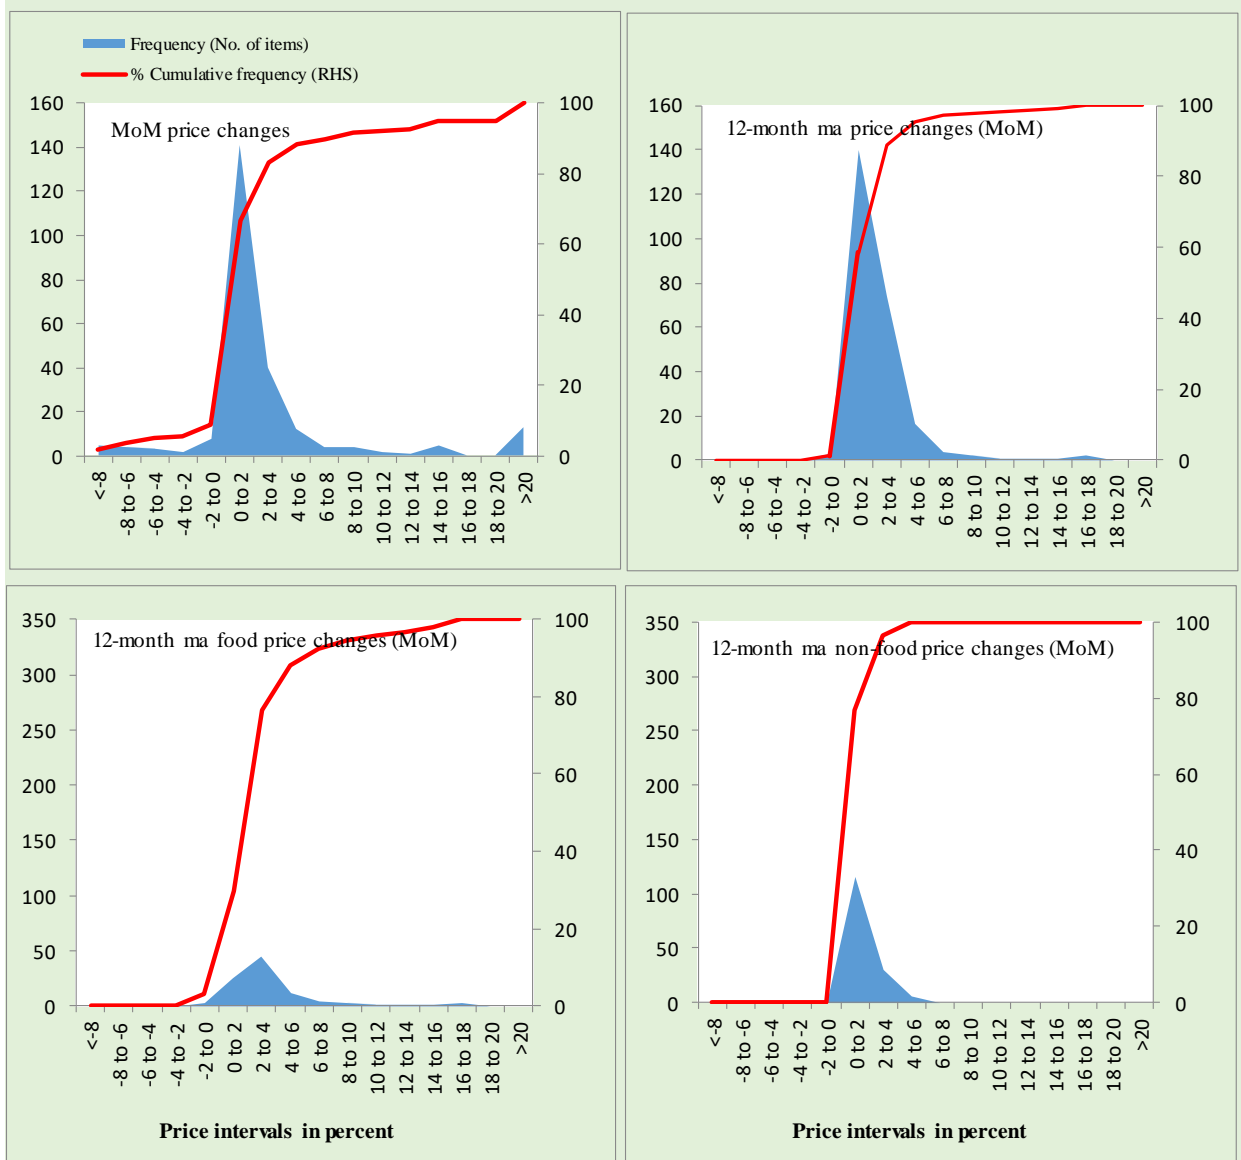 Frequency (No. of items)
% Cumulative frequency (RHS)
MoM price changes
160
140
120
100
80
60
40
20
0
100
80
60
40
20
0
<-8
-8 to -6
-6 to -4
-4 to -2
-2 to 0
0 to 2
2 to 4
4 to 6
6 to 8
8 to 10
10 to 12
12 to 14
14 to 16
16 to 18
18 to 20
>20
12-month ma price changes (MoM)
160
140
120
100
80
60
40
20
0
100
80
60
40
20
0
<-8
-8 to -6
-6 to -4
-4 to -2
-2 to 0
0 to 2
2 to 4
4 to 6
6 to 8
8 to 10
10 to 12
12 to 14
14 to 16
16 to 18
18 to 20
>20
12-month ma food price changes (MoM)
350
300
250
200
150
100
50
0
100
80
60
40
20
0
<-8
-8 to -6
-6 to -4
-4 to -2
-2 to 0
0 to 2
2 to 4
4 to 6
6 to 8
8 to 10
10 to 12
12 to 14
14 to 16
16 to 18
18 to 20
>20
Price intervals in percent
12-month ma non-food price changes (MoM)
350
300
250
200
150
100
50
0
100
80
60
40
20
0
<-8
-8 to -6
-6 to -4
-4 to -2
-2 to 0
0 to 2
2 to 4
4 to 6
6 to 8
8 to 10
10 to 12
12 to 14
14 to 16
16 to 18
18 to 20
>20
Price intervals in percent